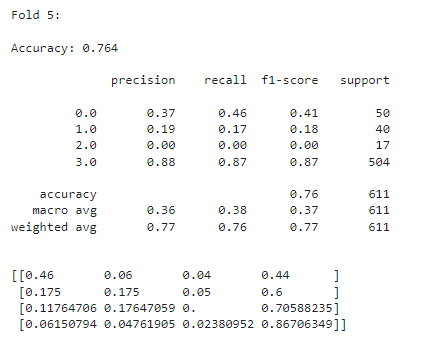 Fold 5:
Accuracy: 0.764
precision recall f1-score support
0.0 0.37 0.46 0.41 50
1.0 0.19 0.17 0.18 40
2.0 0.00 0.00 0.00 17
3.0 0.88 0.87 0.87 504
accuracy 0.76 611
macro avg 0.36 0.38 0.37 611
weighted avg 0.77 0.76 0.77 611
[[0.46 0.06 0.04 0.44 ]
[0.175 0.175 0.05 0.6 ]
[0.11764706 0.17647059 0. 0.70588235]
[0.06150794 0.04761905 0.02380952 0.86706349]]